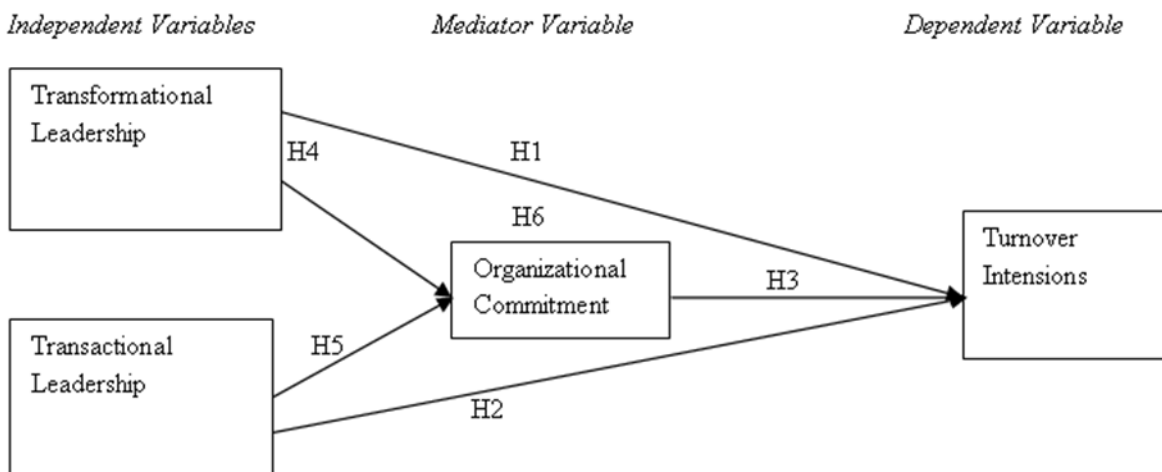 Independent Variables
Mediator Variable
Dependent Variable
Transformational
Leadership
H4
H1
H6
Organizational
Commitment
H3
Turnover
Intensions
Transactional
Leadership
H5
H2